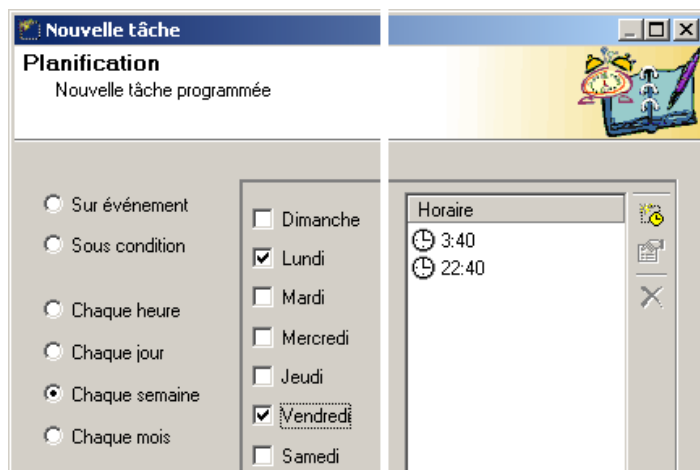 Nouvelle tâche
Planification
Nouvelle tâche programmée
Sur événement
Sous condition
Chaque heure
Chaque jour
Chaque semaine
Chaque mois
Dimanche
Lundi
Mardi
Mercredi
Jeudi
Vendredi
Samedi
Horaire
3:40
22:40